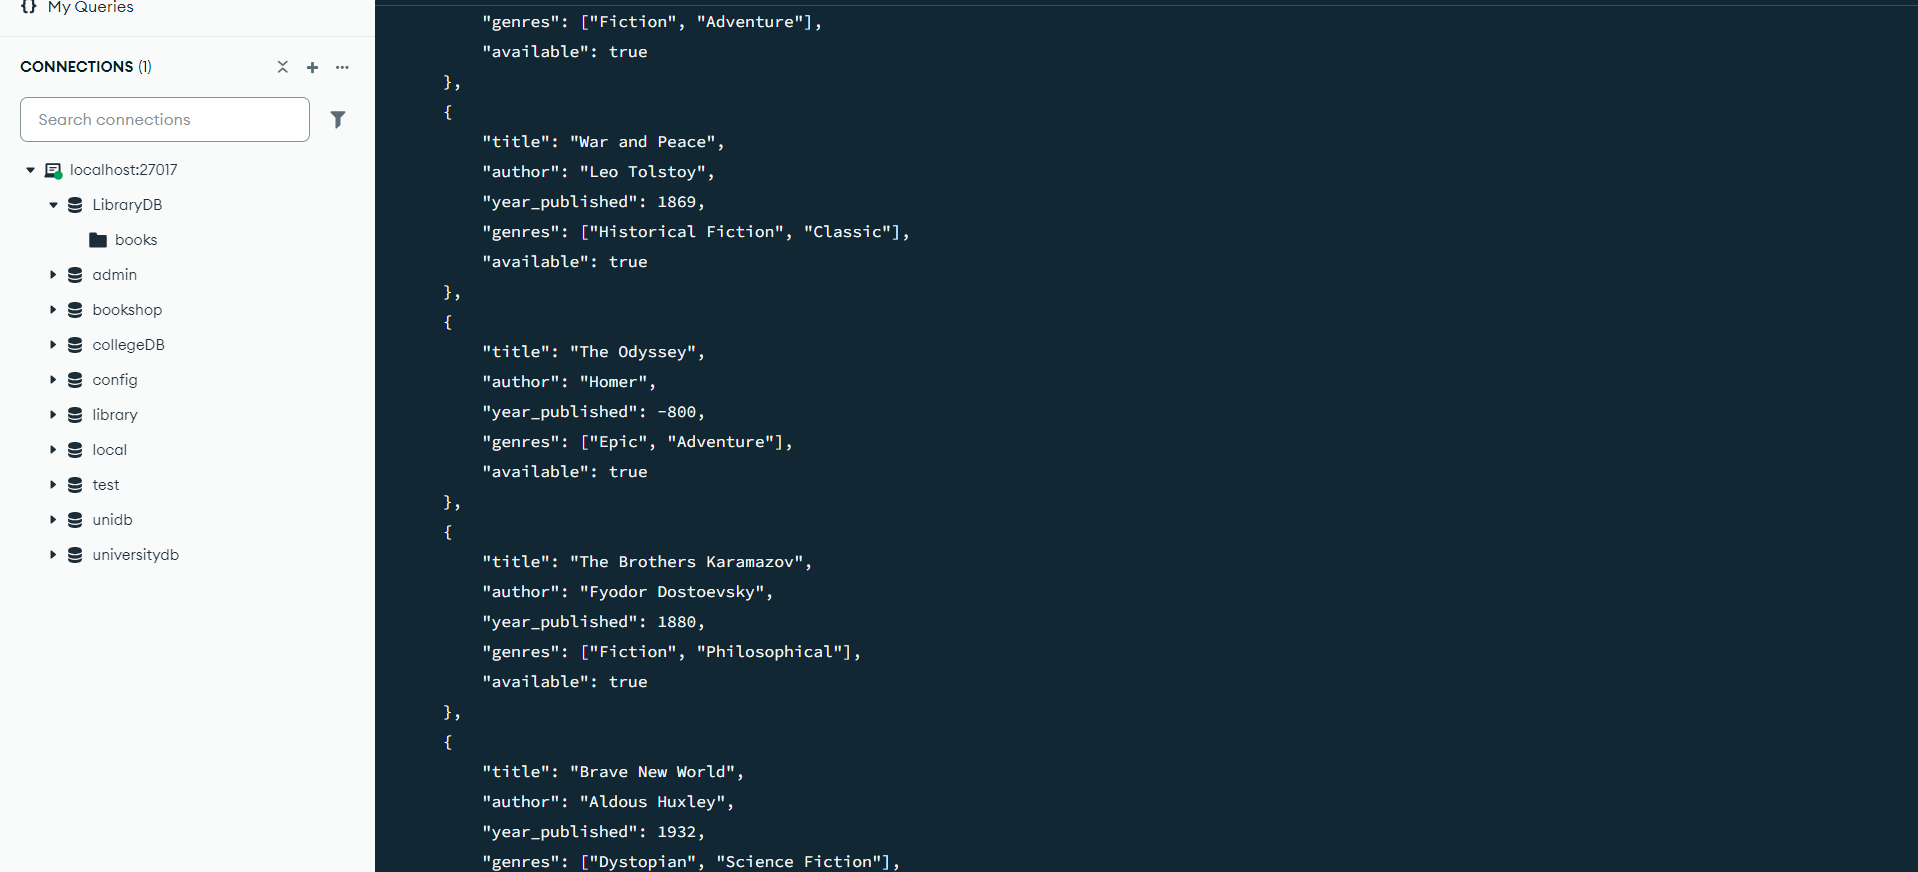 {} My Queries
CONNECTIONS (1)
Search connections
localhost:27017
LibraryDB
books
admin
bookshop
collegeDB
config
library
local
test
unidb
universitydb
"genres": ["Fiction", "Adventure"],
"available": true
},
{
"title": "War and Peace",
"author": "Leo Tolstoy",
"year_published": 1869,
"genres": ["Historical Fiction", "Classic"],
"available": true
},
{
"title": "The Odyssey",
"author": "Homer",
"year_published": -800,
"genres": ["Epic", "Adventure"],
"available": true
},
{
"title": "The Brothers Karamazov",
"author": "Fyodor Dostoevsky",
"year_published": 1880,
"genres": ["Fiction", "Philosophical"],
"available": true
},
{
"title": "Brave New World",
"author": "Aldous Huxley",
"year_published": 1932,
"genres": ["Dystopian", "Science Fiction"],